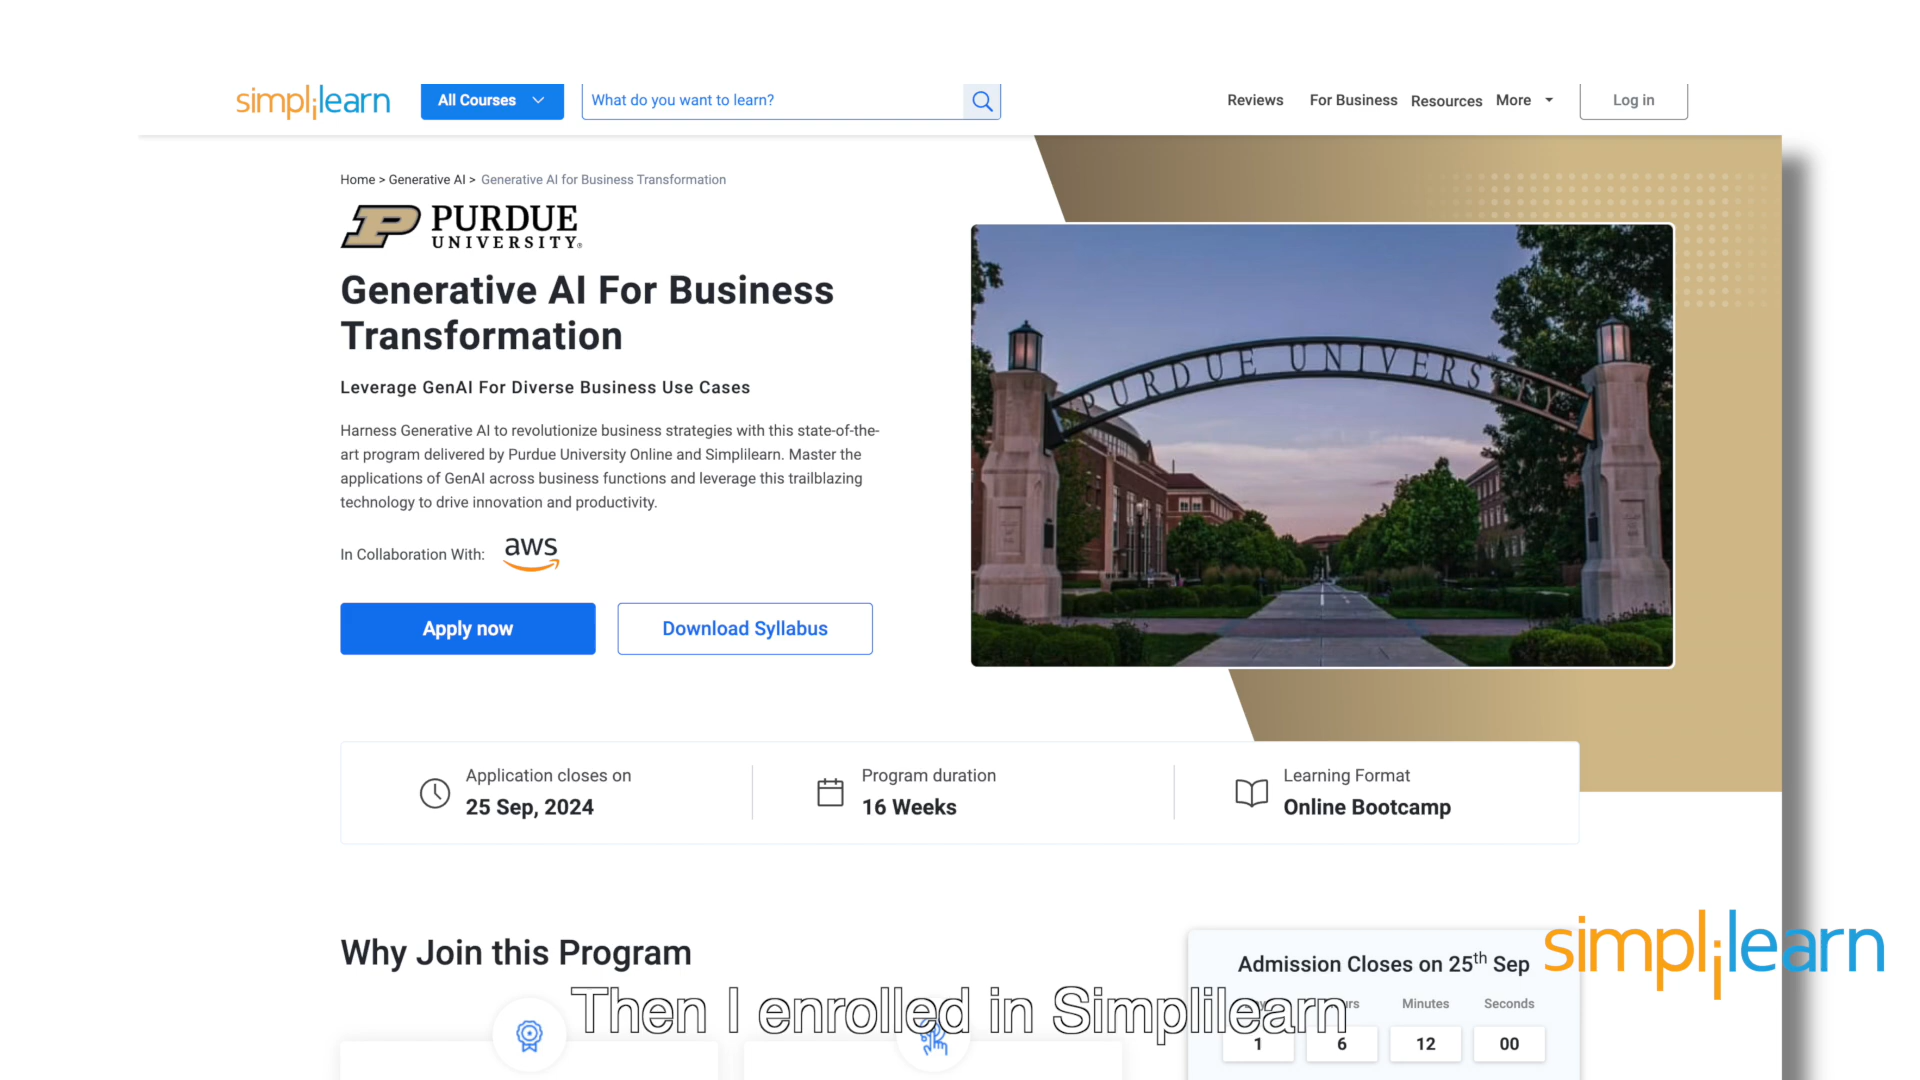 simplilearn
All Courses
What do you want to learn?
Reviews
For Business
Resources
More
Log in
Home > Generative AI > Generative AI for Business Transformation
PURDUE
UNIVERSITY®
Generative AI For Business
Transformation
Leverage GenAI For Diverse Business Use Cases
Harness Generative AI to revolutionize business strategies with this state-of-the-
art program delivered by Purdue University Online and Simplilearn. Master the
applications of GenAI across business functions and leverage this trailblazing
technology to drive innovation and productivity.
In Collaboration With: aws
Apply now
Download Syllabus
PURDUE UNIVERSITY
Application closes on
25 Sep, 2024
Program duration
16 Weeks
Learning Format
Online Bootcamp
Why Join this Program
Admission Closes on 25th Sep
simplilearn
Minutes
Seconds
Then I enrolled in Simplilearn
1
6
12
00